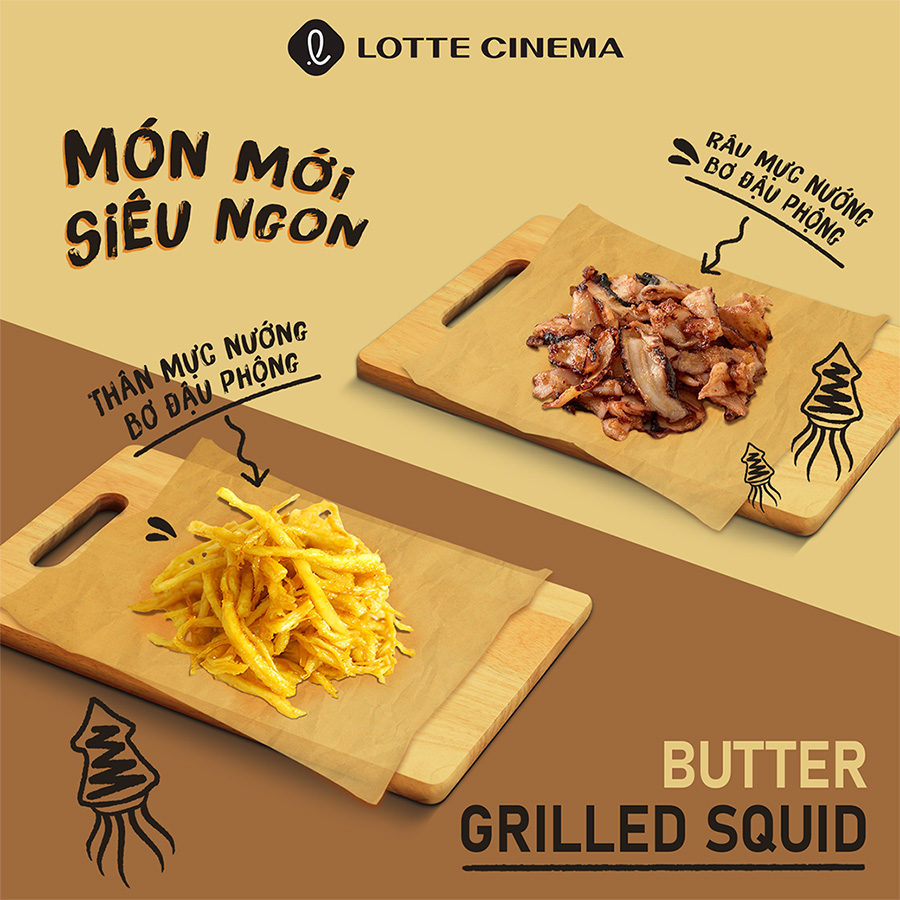 LOTTE CINEMA
MÓN MỚI
SIÊU NGON
RÂU MỰC NƯỚNG
BƠ ĐẬU PHỘNG
THÂN MỰC NƯỚNG
BƠ ĐẬU PHỘNG
BUTTER
GRILLED SQUID